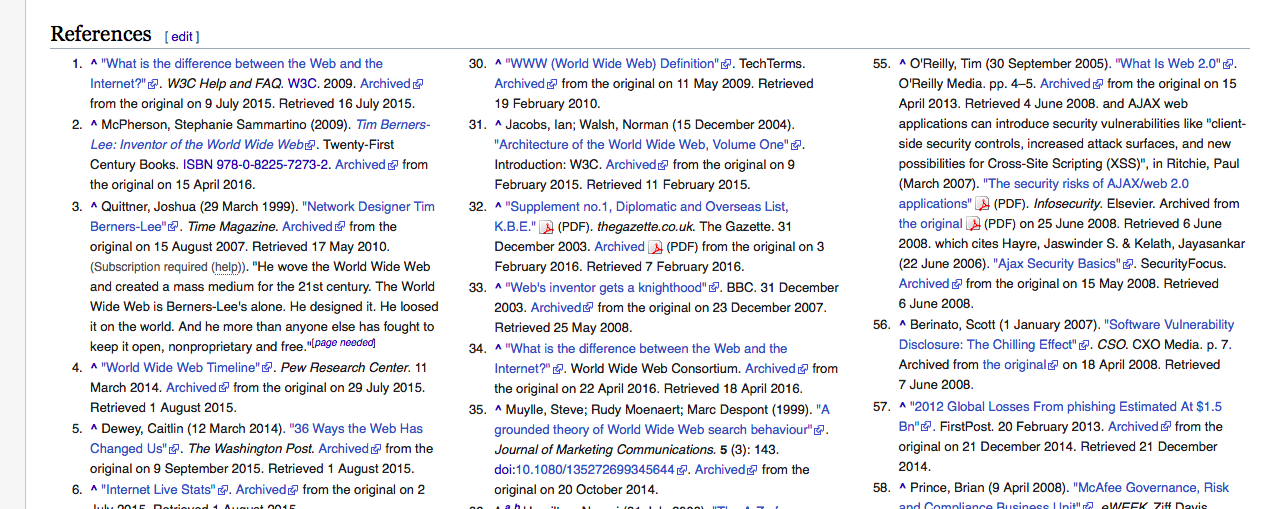 References [ edit ]
1. ^ "What is the difference between the Web and the
Internet?". W3C Help and FAQ. W3C. 2009. Archived
from the original on 9 July 2015. Retrieved 16 July 2015.
2. ^ McPherson, Stephanie Sammartino (2009). Tim Berners-
Lee: Inventor of the World Wide Web. Twenty-First
Century Books. ISBN 978-0-8225-7273-2. Archived from
the original on 15 April 2016.
3. ^ Quittner, Joshua (29 March 1999). "Network Designer Tim
Berners-Lee". Time Magazine. Archived from the
original on 15 August 2007. Retrieved 17 May 2010.
(Subscription required (help)). "He wove the World Wide Web
and created a mass medium for the 21st century. The World
Wide Web is Berners-Lee's alone. He designed it. He loosed
it on the world. And he more than anyone else has fought to
keep it open, nonproprietary and free."[page needed]
4. ^ "World Wide Web Timeline". Pew Research Center. 11
March 2014. Archived from the original on 29 July 2015.
Retrieved 1 August 2015.
5. ^ Dewey, Caitlin (12 March 2014). "36 Ways the Web Has
Changed Us". The Washington Post. Archived from the
original on 9 September 2015. Retrieved 1 August 2015.
6. ^ "Internet Live Stats". Archived from the original on 2
July 2015. Retrieved 1 August 2015.
30. ^ "WWW (World Wide Web) Definition". TechTerms.
Archived from the original on 11 May 2009. Retrieved
19 February 2010.
31. ^ Jacobs, Ian; Walsh, Norman (15 December 2004).
"Architecture of the World Wide Web, Volume One".
Introduction: W3C. Archived from the original on 9
February 2015. Retrieved 11 February 2015.
32. ^ "Supplement no.1, Diplomatic and Overseas List,
K.B.E." (PDF). thegazette.co.uk. The Gazette. 31
December 2003. Archived (PDF) from the original on 3
February 2016. Retrieved 7 February 2016.
33. ^ "Web's inventor gets a knighthood". BBC. 31 December
2003. Archived from the original on 23 December 2007.
Retrieved 25 May 2008.
34. ^ "What is the difference between the Web and the
Internet?". World Wide Web Consortium. Archived from
the original on 22 April 2016. Retrieved 18 April 2016.
35. ^ Muylle, Steve; Rudy Moenaert; Marc Despont (1999). "A
grounded theory of World Wide Web search behaviour".
Journal of Marketing Communications. 5 (3): 143.
doi:10.1080/135272699345644. Archived from the
original on 20 October 2014.
55. ^ O'Reilly, Tim (30 September 2005). "What Is Web 2.0".
O'Reilly Media. pp. 4–5. Archived from the original on 15
April 2013. Retrieved 4 June 2008. and AJAX web
applications can introduce security vulnerabilities like "client-
side security controls, increased attack surfaces, and new
possibilities for Cross-Site Scripting (XSS)", in Ritchie, Paul
(March 2007). "The security risks of AJAX/web 2.0
applications" (PDF). Infosecurity. Elsevier. Archived from
the original (PDF) on 25 June 2008. Retrieved 6 June
2008. which cites Hayre, Jaswinder S. & Kelath, Jayasankar
(22 June 2006). "Ajax Security Basics". SecurityFocus.
Archived from the original on 15 May 2008. Retrieved
6 June 2008.
56. ^ Berinato, Scott (1 January 2007). "Software Vulnerability
Disclosure: The Chilling Effect". CSO. CXO Media. p. 7.
Archived from the original on 18 April 2008. Retrieved
7 June 2008.
57. ^ "2012 Global Losses From phishing Estimated At $1.5
Bn". FirstPost. 20 February 2013. Archived from the
original on 21 December 2014. Retrieved 21 December
2014.
58. ^ Prince, Brian (9 April 2008). "McAfee Governance, Risk
and Compliance Business Unit". eWEEK. Ziff Davis